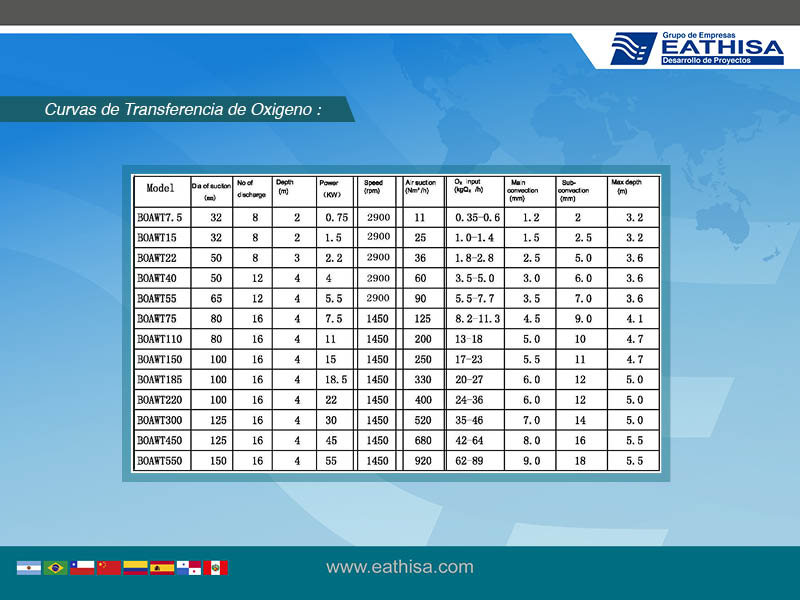 Grupo de Empresas
EATHISA
Desarrollo de Proyectos
Curvas de Transferencia de Oxigeno :
Model Dia of suction (㎜) No of discharge Depth (m) Power (KW) Speed (rpm) Air suction (Nm³/h) O₂ input (kgO₂ /h) Main convection (mm) Sub-convection (mm) Max depth (m)
BOAWT7.5 32 8 2 0.75 2900 11 0.35-0.6 1.2 2 3.2
BOAWT15 32 8 2 1.5 2900 25 1.0-1.4 1.5 2.5 3.2
BOAWT22 50 8 3 2.2 2900 36 1.8-2.8 2.5 5.0 3.6
BOAWT40 50 12 4 4 2900 60 3.5-5.0 3.0 6.0 3.6
BOAWT55 65 12 4 5.5 2900 90 5.5-7.7 3.5 7.0 3.6
BOAWT75 80 16 4 7.5 1450 125 8.2-11.3 4.5 9.0 4.1
BOAWT110 80 16 4 11 1450 200 13-18 5.0 10 4.7
BOAWT150 100 16 4 15 1450 250 17-23 5.5 11 4.7
BOAWT185 100 16 4 18.5 1450 330 20-27 6.0 12 5.0
BOAWT220 100 16 4 22 1450 400 24-36 6.0 12 5.0
BOAWT300 125 16 4 30 1450 520 35-46 7.0 14 5.0
BOAWT450 125 16 4 45 1450 680 42-64 8.0 16 5.5
BOAWT550 150 16 4 55 1450 920 62-89 9.0 18 5.5
www.eathisa.com